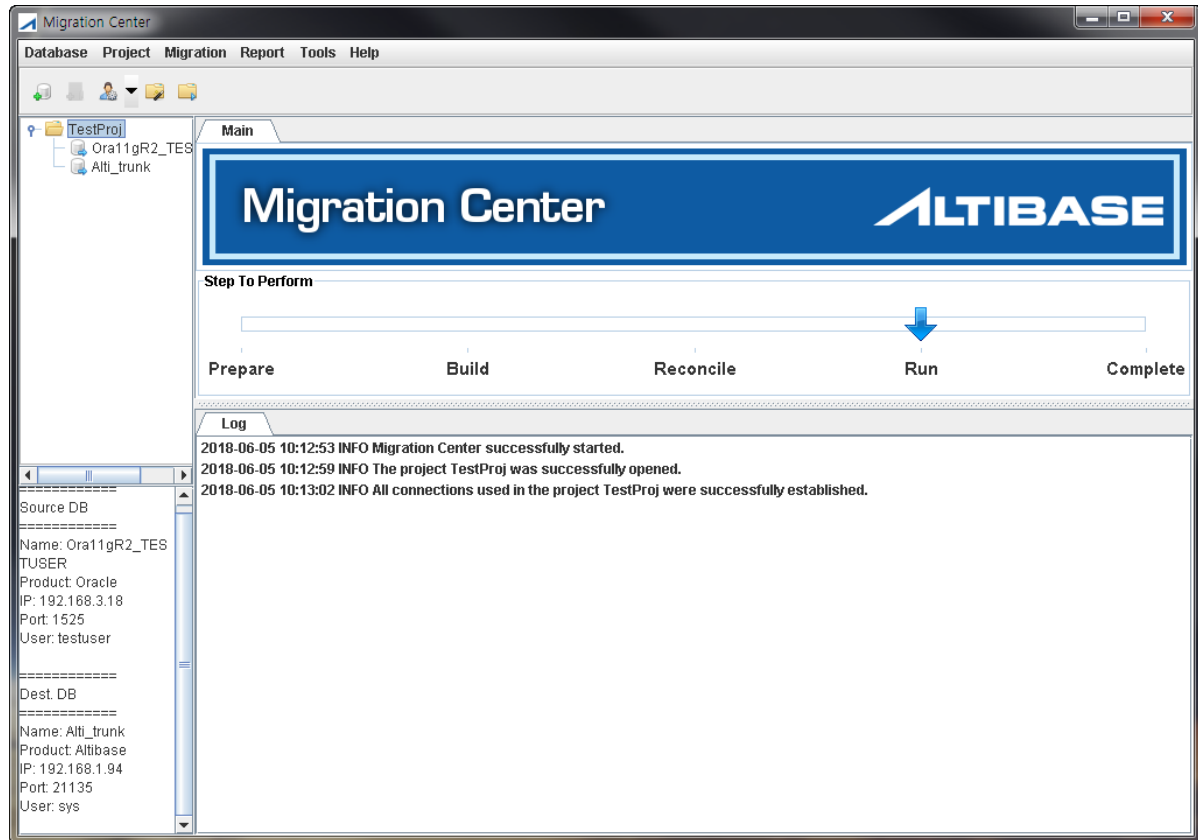 Migration Center
Database Project Migration Report Tools Help
TestProj
Ora11gR2_TES
Alti_trunk
Main
Migration Center
ALTIBASE
Step To Perform
Prepare Build Reconcile Run Complete
Log
2018-06-05 10:12:53 INFO Migration Center successfully started.
2018-06-05 10:12:59 INFO The project TestProj was successfully opened.
2018-06-05 10:13:02 INFO All connections used in the project TestProj were successfully established.
============
Source DB
============
Name: Ora11gR2_TES
TUSER
Product: Oracle
IP: 192.168.3.18
Port: 1525
User: testuser
============
Dest. DB
============
Name: Alti_trunk
Product: Altibase
IP: 192.168.1.94
Port: 21135
User: sys